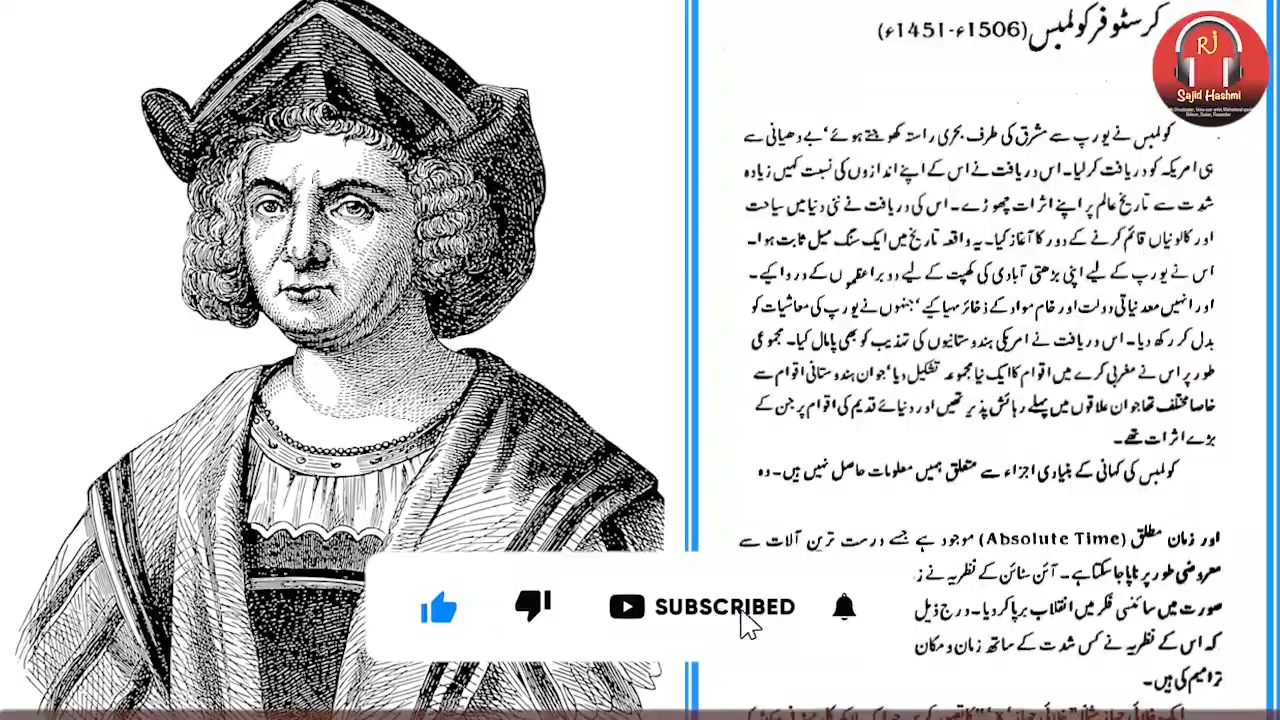 کرسٹوفرکولمبس(1506ء-1451ء)
RJ
Sajid Hashmi
کولمبس نے یورپ سے مشرق کی طرف بحری راستہ کھوجتے ہوئے‘ بے دھیانی سے
ہی امریکہ کو دریافت کرلیا۔ اس دریافت نے اس کے اپنے اندازوں کی نسبت کہیں زیادہ
شدت سے تاریخ عالم پر اپنے اثرات چھوڑے۔ اس کی دریافت نے نئی دنیا میں سیاحت
اور کالونیاں قائم کرنے کے دور کا آغاز کیا۔ یہ واقعہ تاریخ میں ایک سنگ میل ثابت ہوا۔
اس نے یورپ کے لیے اپنی بڑھتی آبادی کی کھپت کے لیے دو براعظموں کے در وا کیے۔
اور انہیں معدنیاتی دولت اور خام مواد کے ذخائر مہیا کیے‘ جنہوں نے یورپ کی معاشیات کو
بدل کر رکھ دیا۔ اس دریافت نے امریکی ہندوستانیوں کی تہذیب کو بھی پامال کیا۔ مجموعی
طور پر اس نے مغربی کرے میں اقوام کا ایک نیا مجموعہ تشکیل دیا‘ جو ان ہندوستانی اقوام سے
خاصا مختلف تھا جو ان علاقوں میں پہلے رہائش پذیر تھیں اور دنیائے قدیم کی اقوام پر جن کے
بڑے اثرات تھے۔
کولمبس کی کہانی کے بنیادی اجزاء سے متعلق ہمیں معلومات حاصل نہیں ہیں۔ وہ
اور زمان مطلق (Absolute Time) موجود ہے جسے درست ترین آلات سے
معروضی طور پر ناپا جا سکتا ہے۔ آئن سٹائن کے نظریہ نے
صورت میں سائنسی فکر میں انقلاب برپا کر دیا۔ درج ذیل
کہ اس کے نظریہ نے کس شدت کے ساتھ زمان و مکان
ترامیم کی ہیں۔
SUBSCRIBED